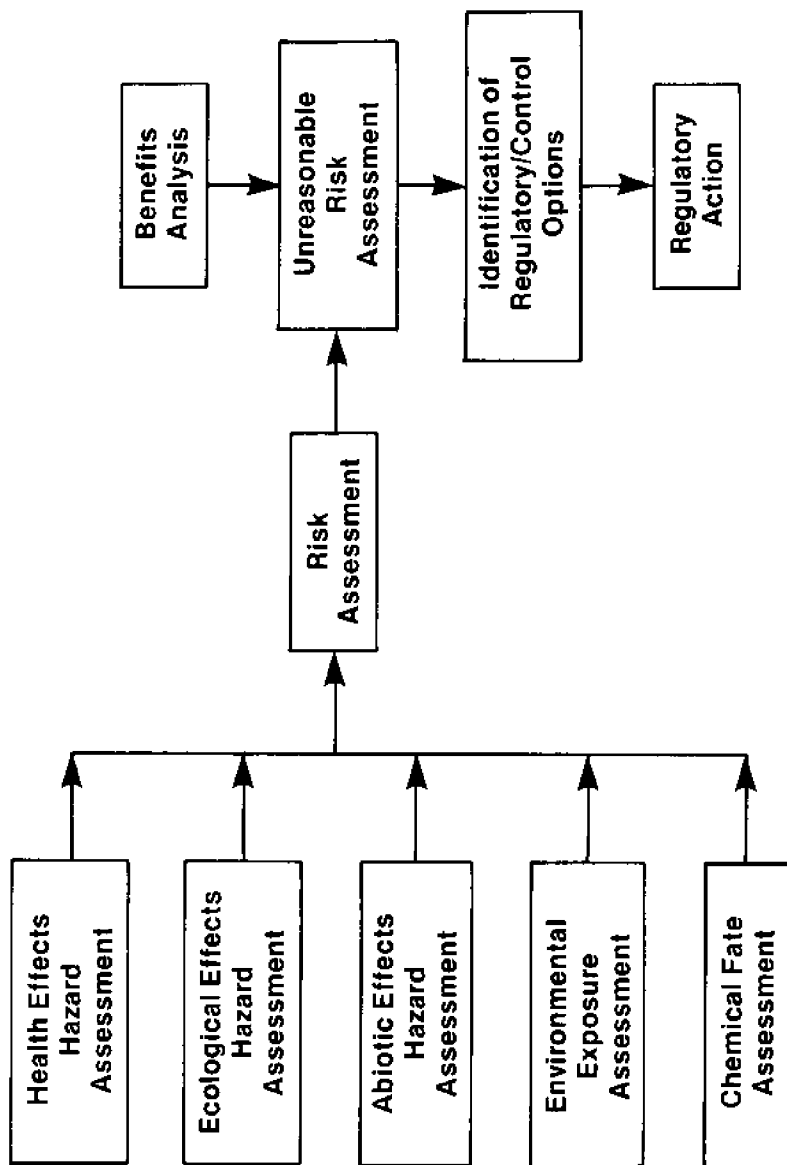 Health Effects
Hazard
Assessment
Ecological Effects
Hazard
Assessment
Abiotic Effects
Hazard
Assessment
Environmental
Exposure
Assessment
Chemical Fate
Assessment
Risk
Assessment
Benefits
Analysis
Unreasonable
Risk
Assessment
Identification of
Regulatory/Control
Options
Regulatory
Action